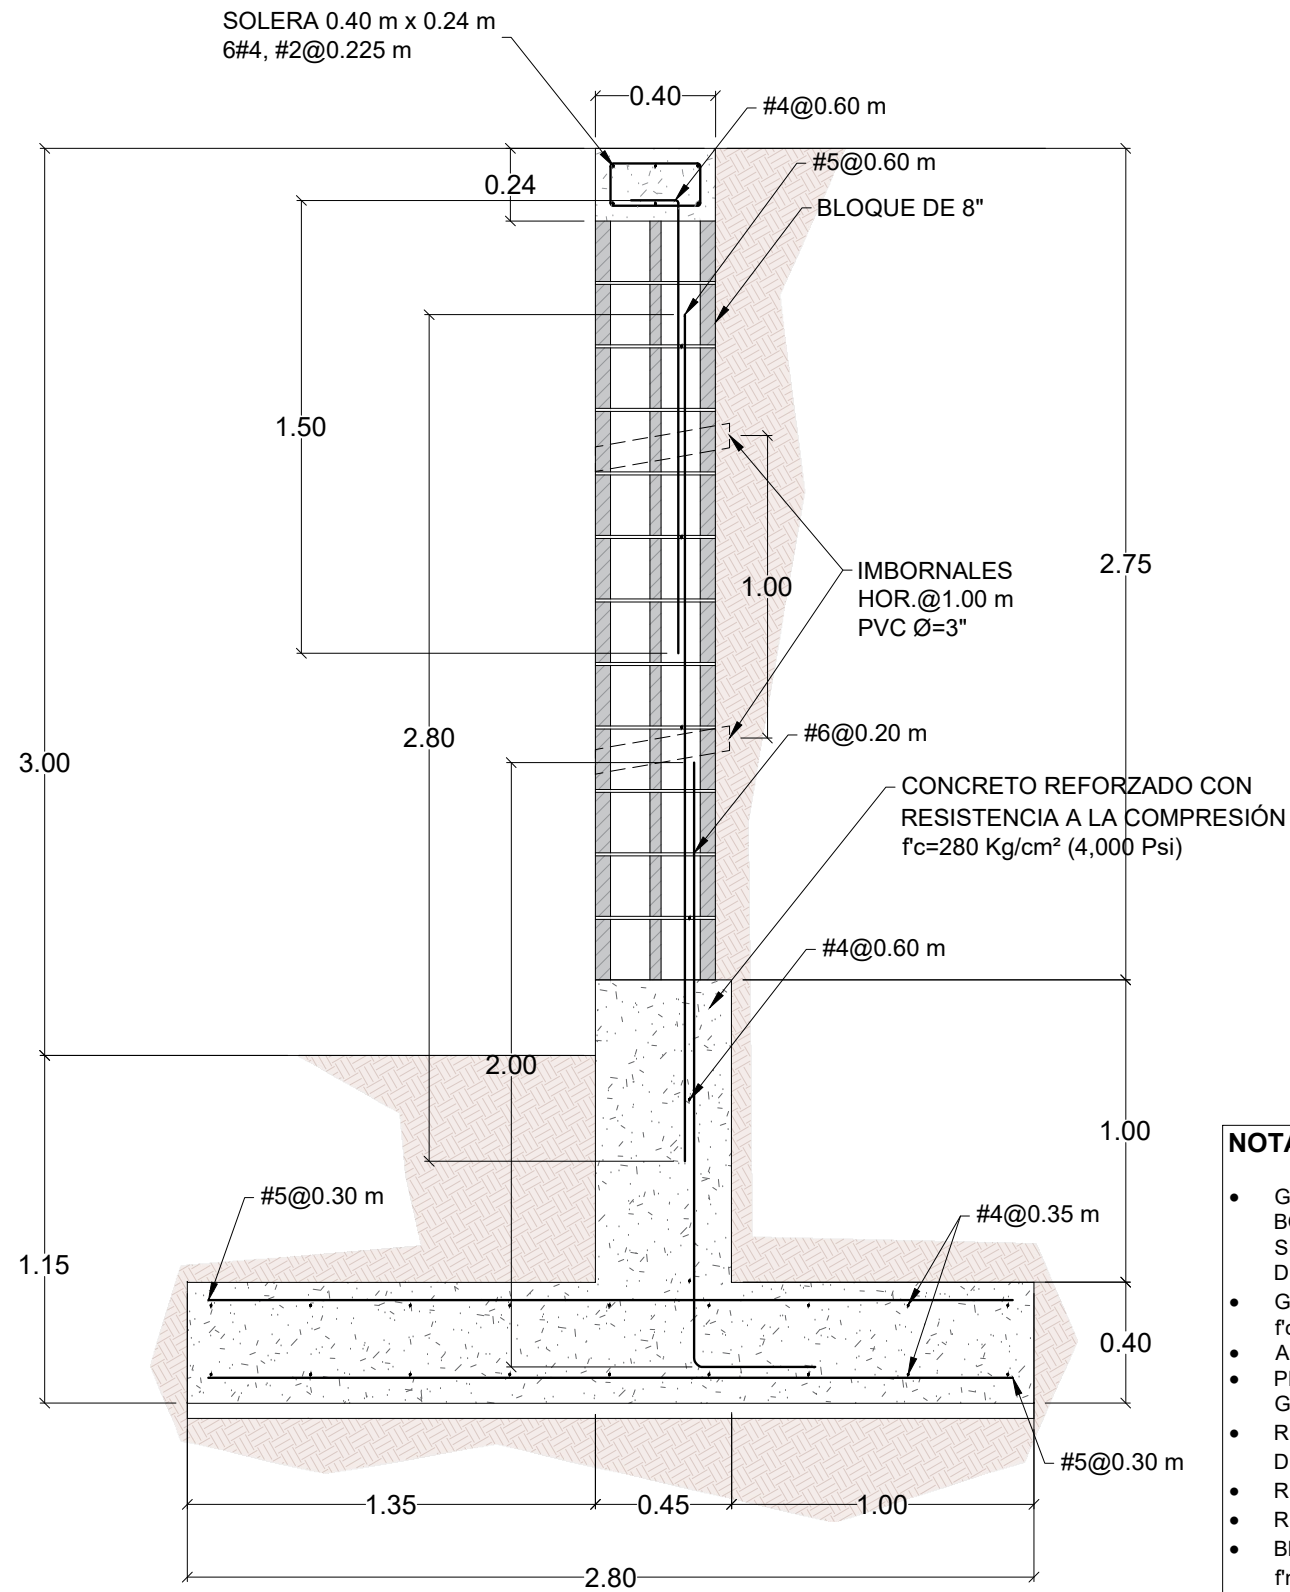 SOLERA 0.40 m x 0.24 m
6#4, #2@0.225 m
0.40
#4@0.60 m
#5@0.60 m
0.24
BLOQUE DE 8"
1.50
2.75
IMBORNALES
HOR.@1.00 m
PVC Ø=3"
1.00
2.80
#6@0.20 m
3.00
CONCRETO REFORZADO CON
RESISTENCIA A LA COMPRESIÓN
f'c=280 Kg/cm² (4,000 Psi)
#4@0.60 m
2.00
1.00
#5@0.30 m
#4@0.35 m
1.15
0.40
#5@0.30 m
1.35
0.45
1.00
2.80
NOTA
• G
BO
S
D
• G
f'c
• A
• PI
G
• R
D
• R
• R
• Bl